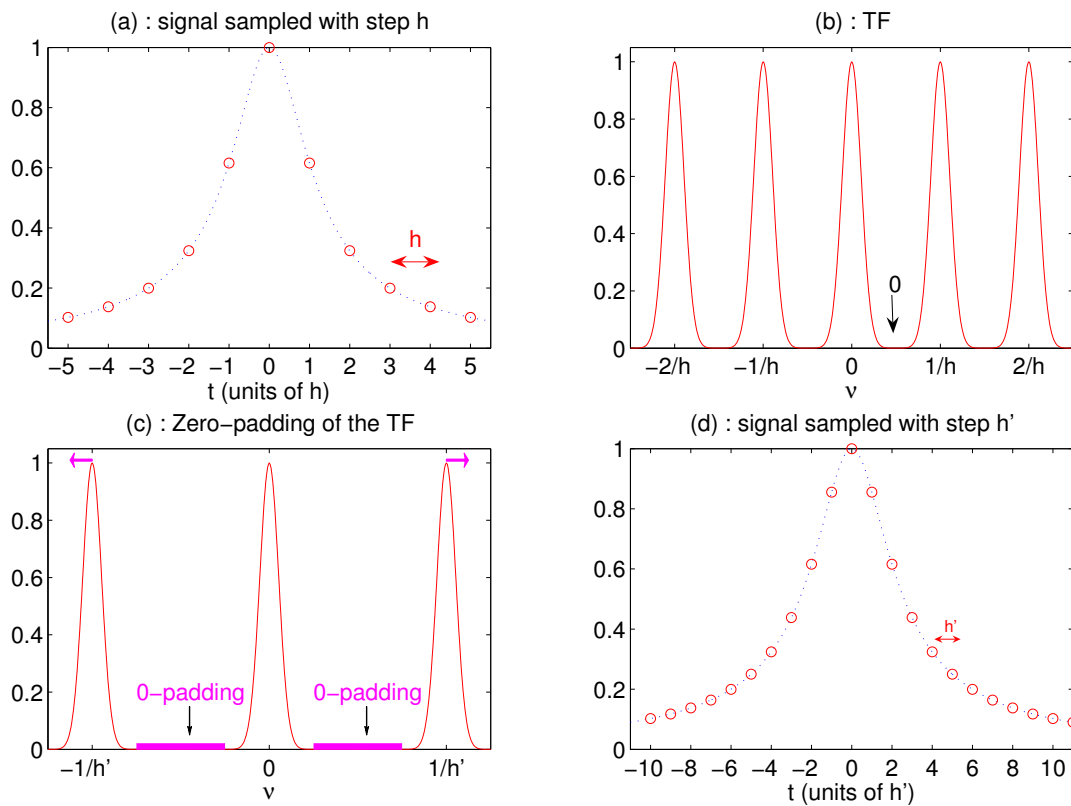 (a) : signal sampled with step h
1
0.8
0.6
0.4
0.2
0
h
−5 −4 −3 −2 −1 0 1 2 3 4 5
t (units of h)
(b) : TF
1
0.8
0.6
0.4
0.2
0
0
−2/h −1/h 0 1/h 2/h
ν
(c) : Zero−padding of the TF
1
0.8
0.6
0.4
0.2
0
0−padding 0−padding
−1/h' 0 1/h'
ν
(d) : signal sampled with step h'
1
0.8
0.6
0.4
0.2
0
h'
−10 −8 −6 −4 −2 0 2 4 6 8 10
t (units of h')